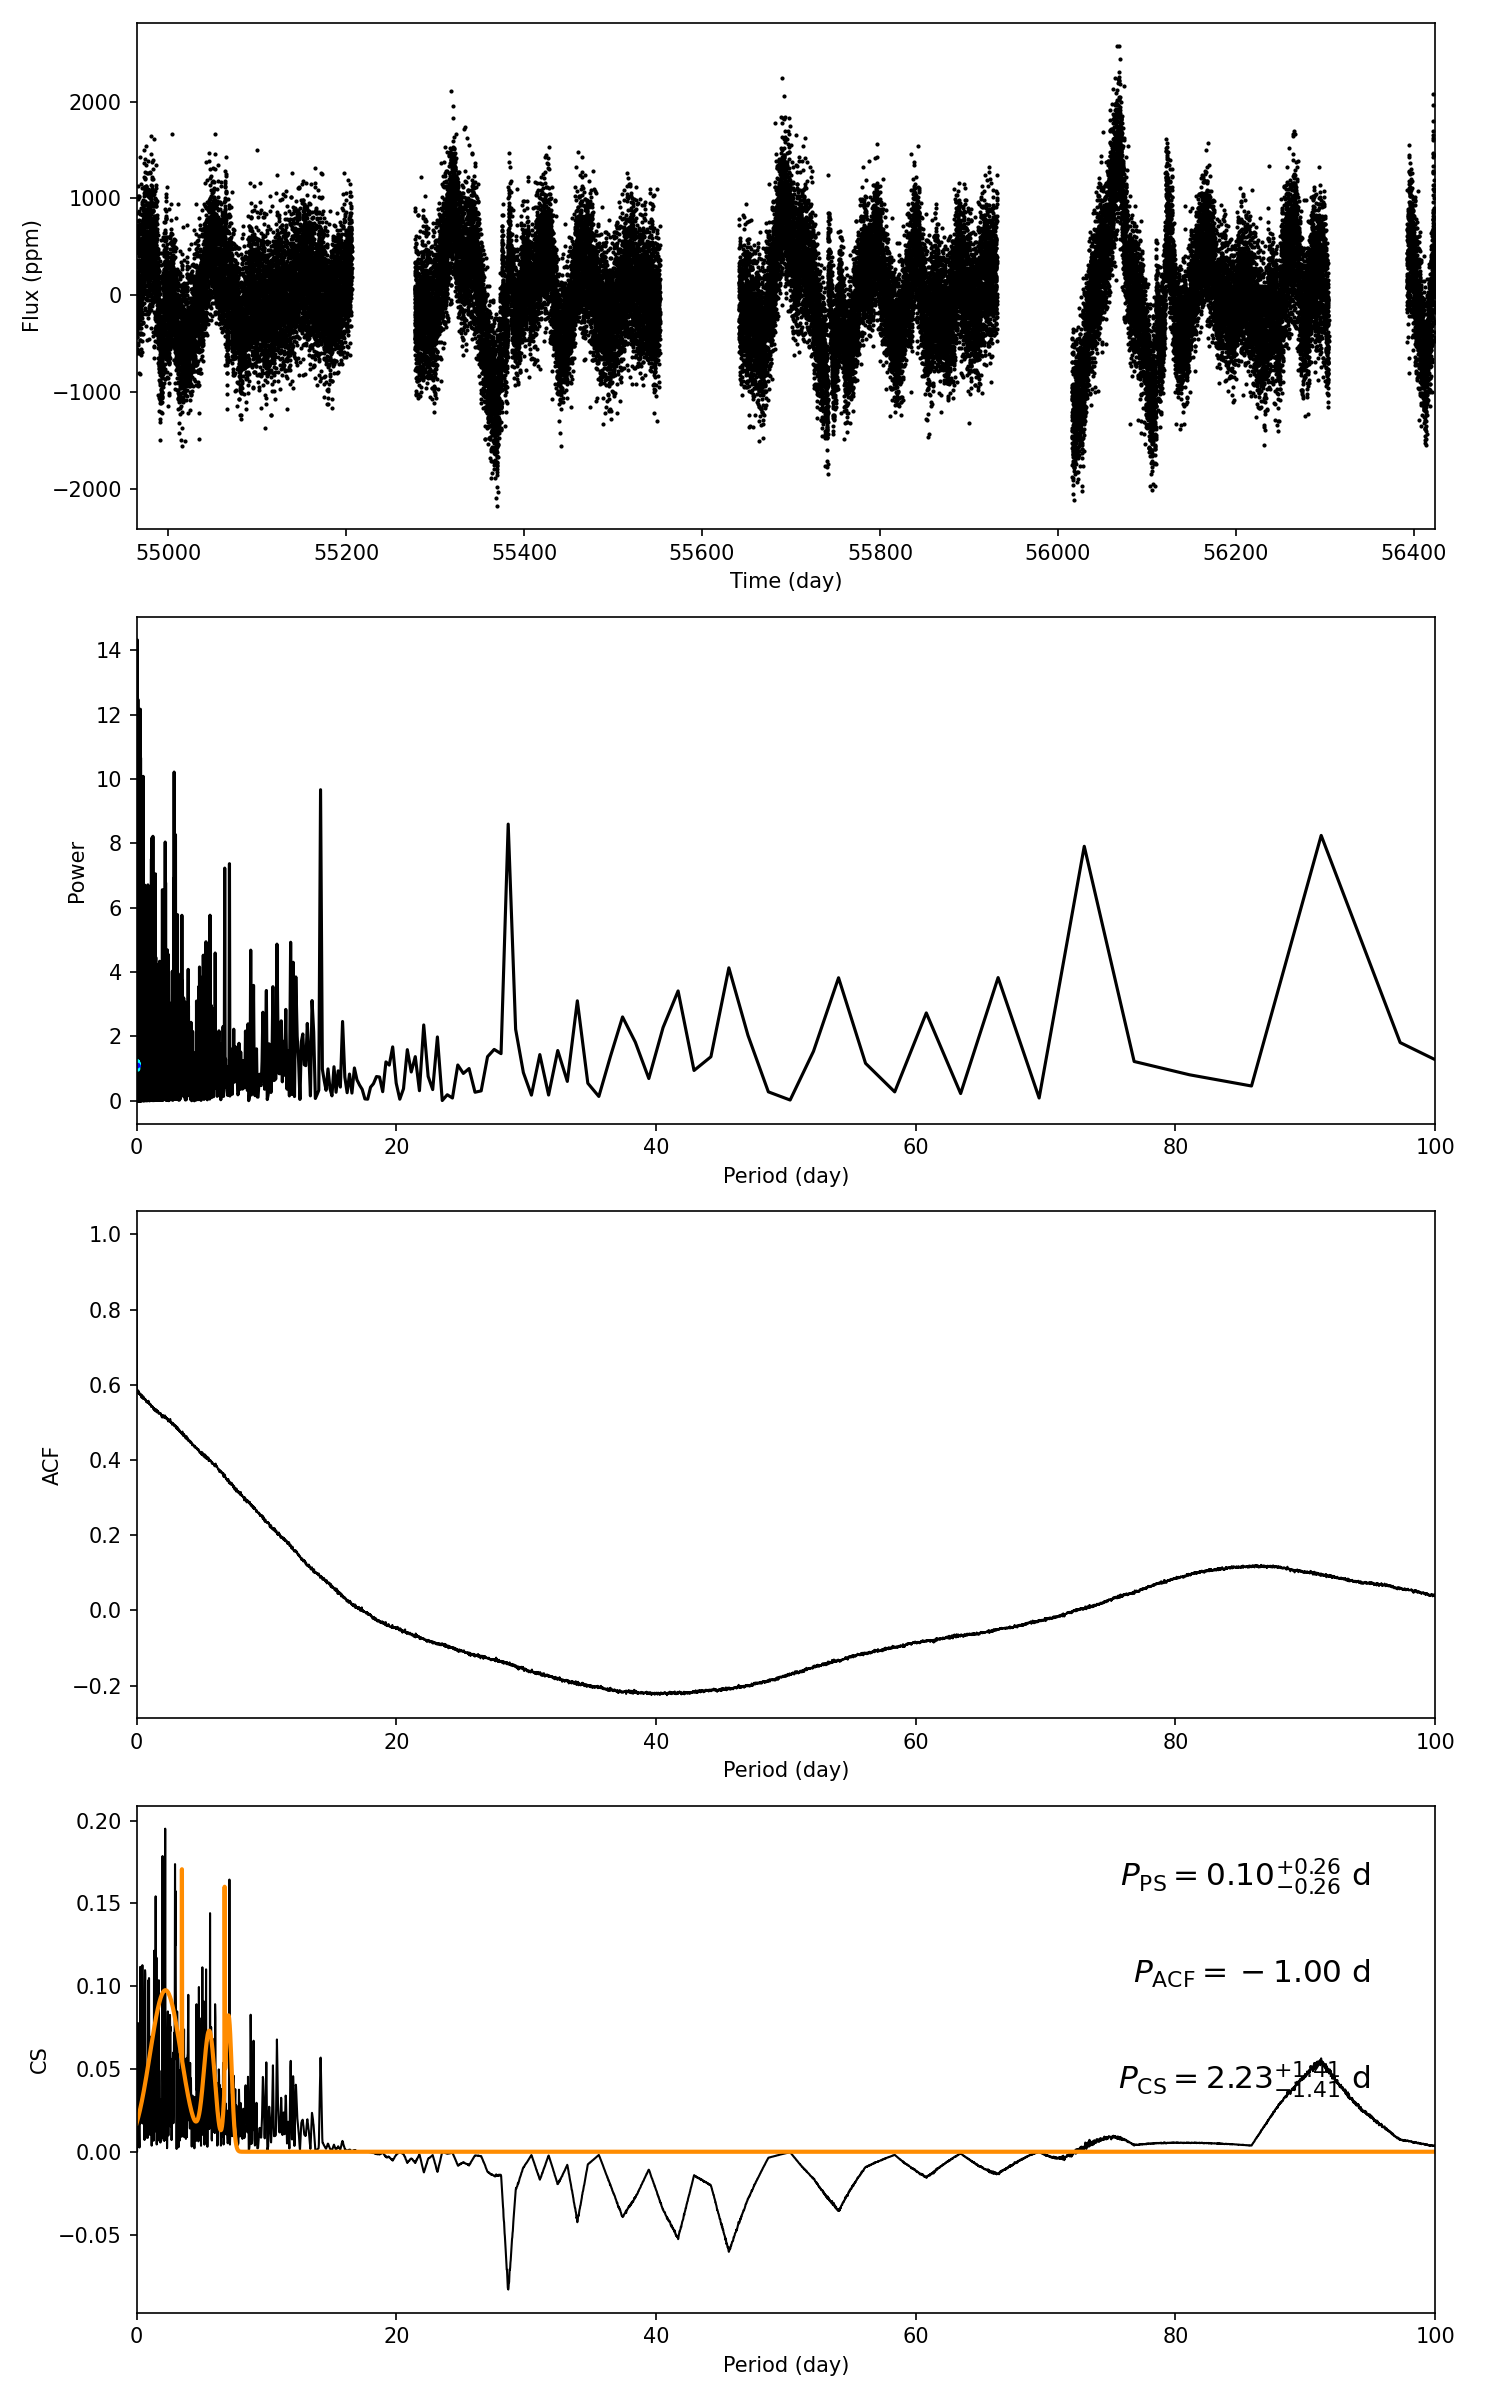 2000
1000
0
−1000
−2000
Flux (ppm)
55000 55200 55400 55600 55800 56000 56200 56400
Time (day)
14
12
10
8
6
4
2
0
Power
0 20 40 60 80 100
Period (day)
1.0
0.8
0.6
0.4
0.2
0.0
−0.2
ACF
0 20 40 60 80 100
Period (day)
0.20
0.15
0.10
0.05
0.00
−0.05
CS
P_PS = 0.10 +0.26 −0.26 d
P_ACF = −1.00 d
P_CS = 2.23 +1.41 −1.41 d
0 20 40 60 80 100
Period (day)